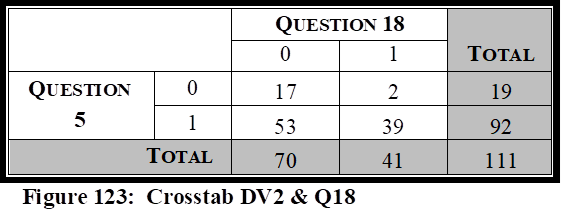 QUESTION 18
0 1 TOTAL
QUESTION 5 0 17 2 19
1 53 39 92
TOTAL 70 41 111
Figure 123: Crosstab DV2 & Q18